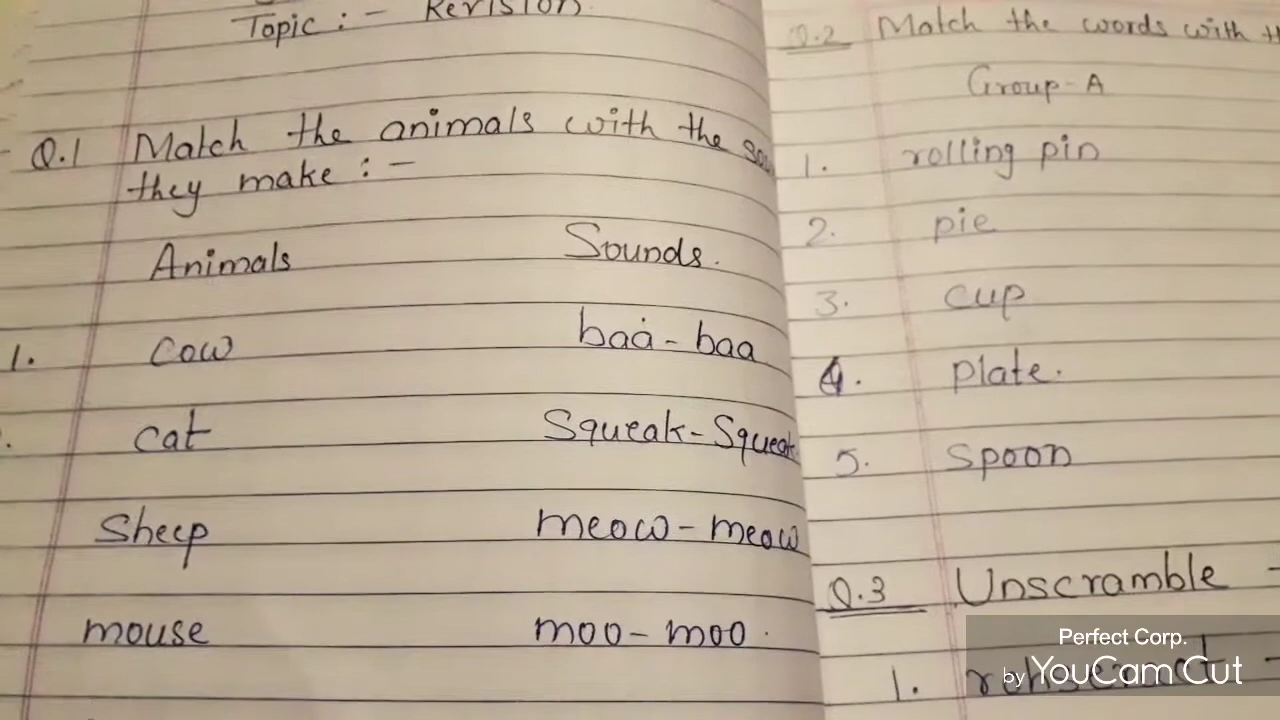 Topic :- Revision
Q.1 Match the animals with the
they make :-
Animals Sounds.
1. cow baa-baa
cat Squeak-Squeak
Sheep meow-meow
mouse moo-moo.
Q.2 Match the words with
Group-A
1. rolling pin
2. pie
3. cup
4. plate.
5. spoon
Q.3 Unscramble -
1.
Perfect Corp.
by YouCam Cut